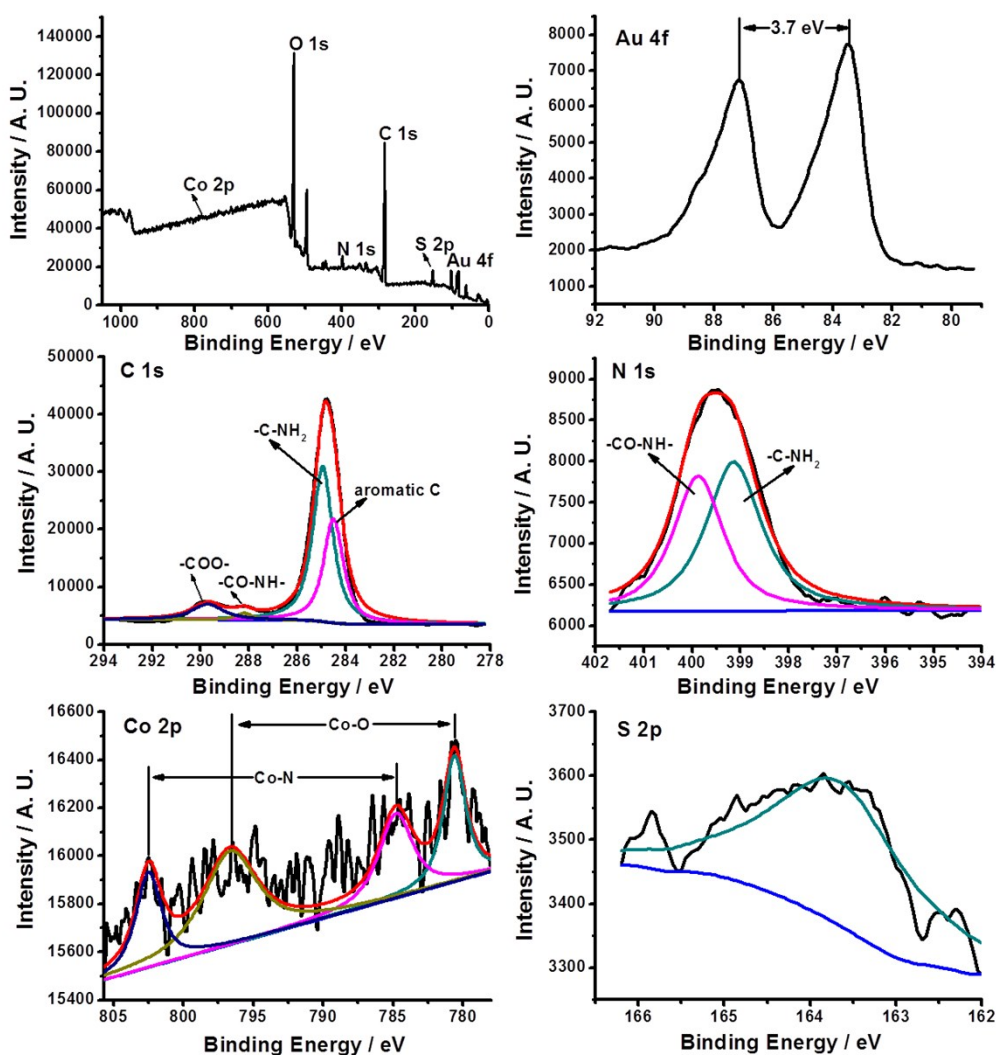 140000
120000
100000
80000
60000
40000
20000
0
Intensity / A. U.
O 1s
C 1s
Co 2p
N 1s
S 2p
Au 4f
1000 800 600 400 200 0
Binding Energy / eV
8000
7000
6000
5000
4000
3000
2000
1000
Intensity / A. U.
Au 4f
3.7 eV
92 90 88 86 84 82 80
Binding Energy / eV
50000
40000
30000
20000
10000
0
Intensity / A. U.
C 1s
-C-NH2
aromatic C
-COO-
-CO-NH-
294 292 290 288 286 284 282 280 278
Binding Energy / eV
9000
8500
8000
7500
7000
6500
6000
Intensity / A. U.
N 1s
-CO-NH-
-C-NH2
402 401 400 399 398 397 396 395 394
Binding Energy / eV
16600
16400
16200
16000
15800
15600
15400
Intensity / A. U.
Co 2p
Co-O
Co-N
805 800 795 790 785 780
Binding Energy / eV
3700
3600
3500
3400
3300
Intensity / A. U.
S 2p
166 165 164 163 162
Binding Energy / eV